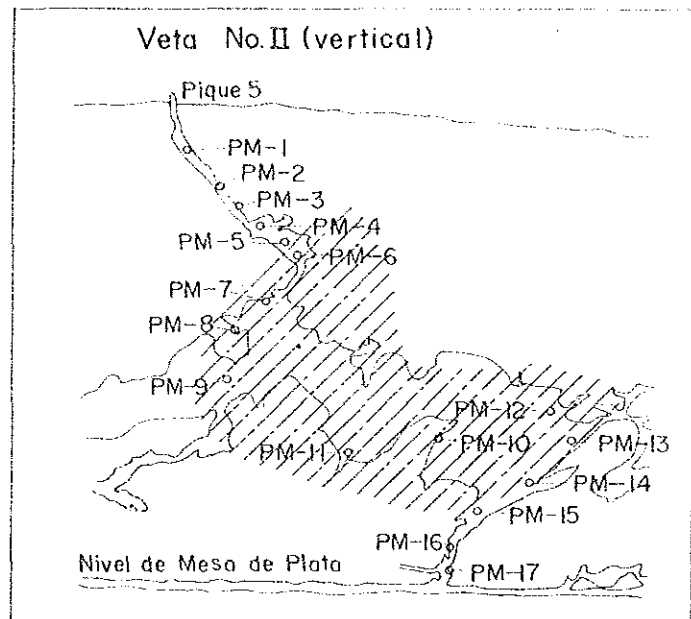 Veta No.II (vertical)
Pique 5
PM-1
PM-2
PM-3
PM-4
PM-5
PM-6
PM-7
PM-8
PM-9
PM-12
PM-11
PM-10
PM-13
PM-14
PM-15
PM-16
Nivel de Mesa de Plata
PM-17